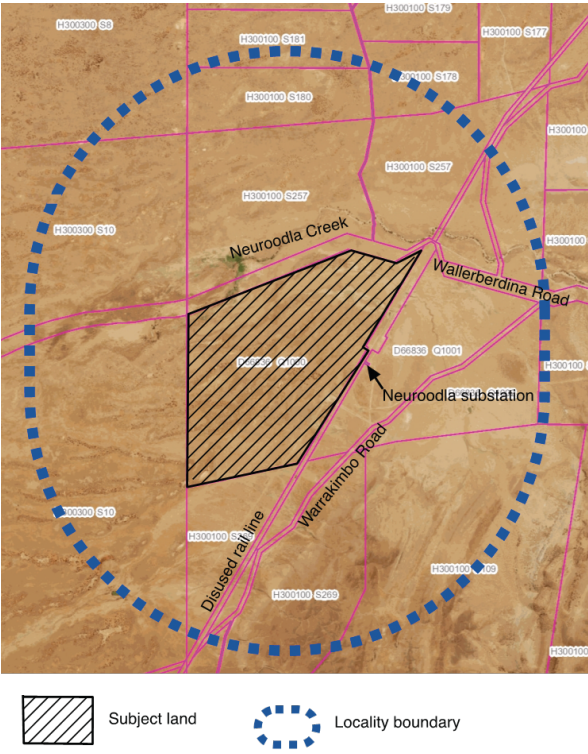 H300100 S179
H300300 S8
H300100 S177
H300100 S181
H300100 S178
H300100 S180
H300100
H300100 S257
H300100 S257
Neuroodla Creek
H300300 S10
H300100
Wallerberdina Road
D66836 Q1001
H300100
Neuroodla substation
Warrakimbo Road
H300300 S10
Disused rail line
H300100
H300100 S269
H300100
H300100
Subject land
Locality boundary